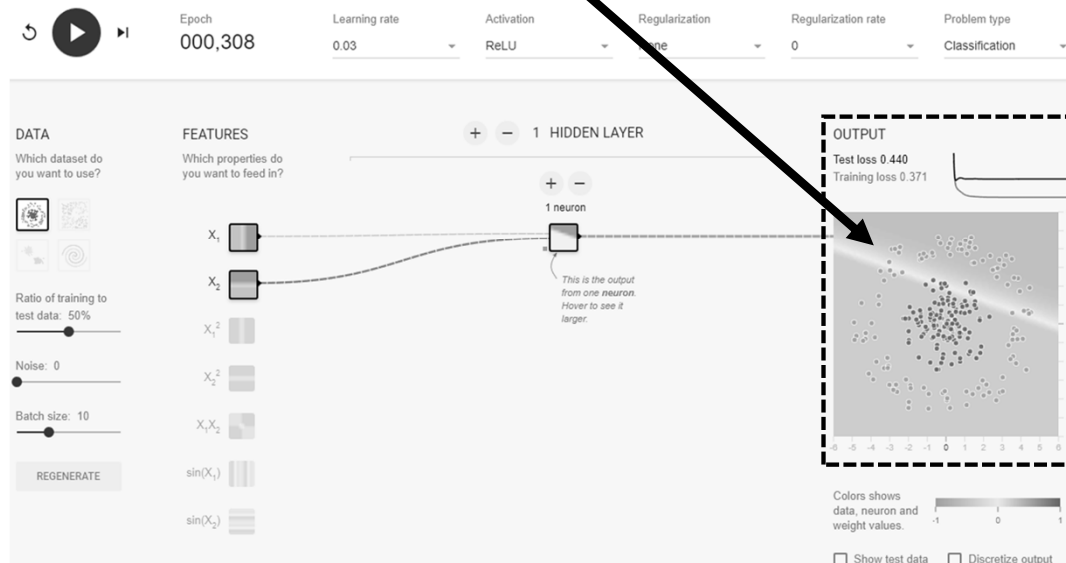 Epoch
000,308
Learning rate
0.03
Activation
ReLU
Regularization
None
Regularization rate
0
Problem type
Classification
DATA
Which dataset do
you want to use?
Ratio of training to
test data: 50%
Noise: 0
Batch size: 10
REGENERATE
FEATURES
Which properties do
you want to feed in?
X1
X2
X1²
X2²
X1X2
sin(X1)
sin(X2)
+ − 1 HIDDEN LAYER
+ −
1 neuron
This is the output
from one neuron.
Hover to see it
larger.
OUTPUT
Test loss 0.440
Training loss 0.371
-6 -5 -4 -3 -2 -1 0 1 2 3 4 5 6
Colors shows
data, neuron and
weight values.
-1 0 1
Show test data
Discretize output